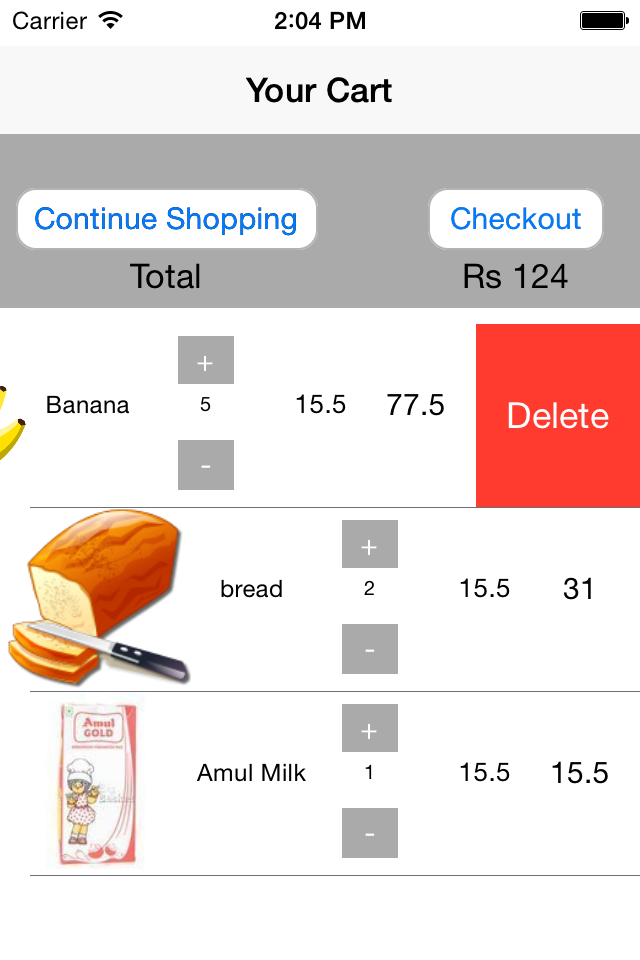 Carrier 2:04 PM
Your Cart
Continue Shopping Checkout
Total Rs 124
+
Banana 5 15.5 77.5 Delete
-
+
bread 2 15.5 31
-
Amul
GOLD
+
Amul Milk 1 15.5 15.5
-